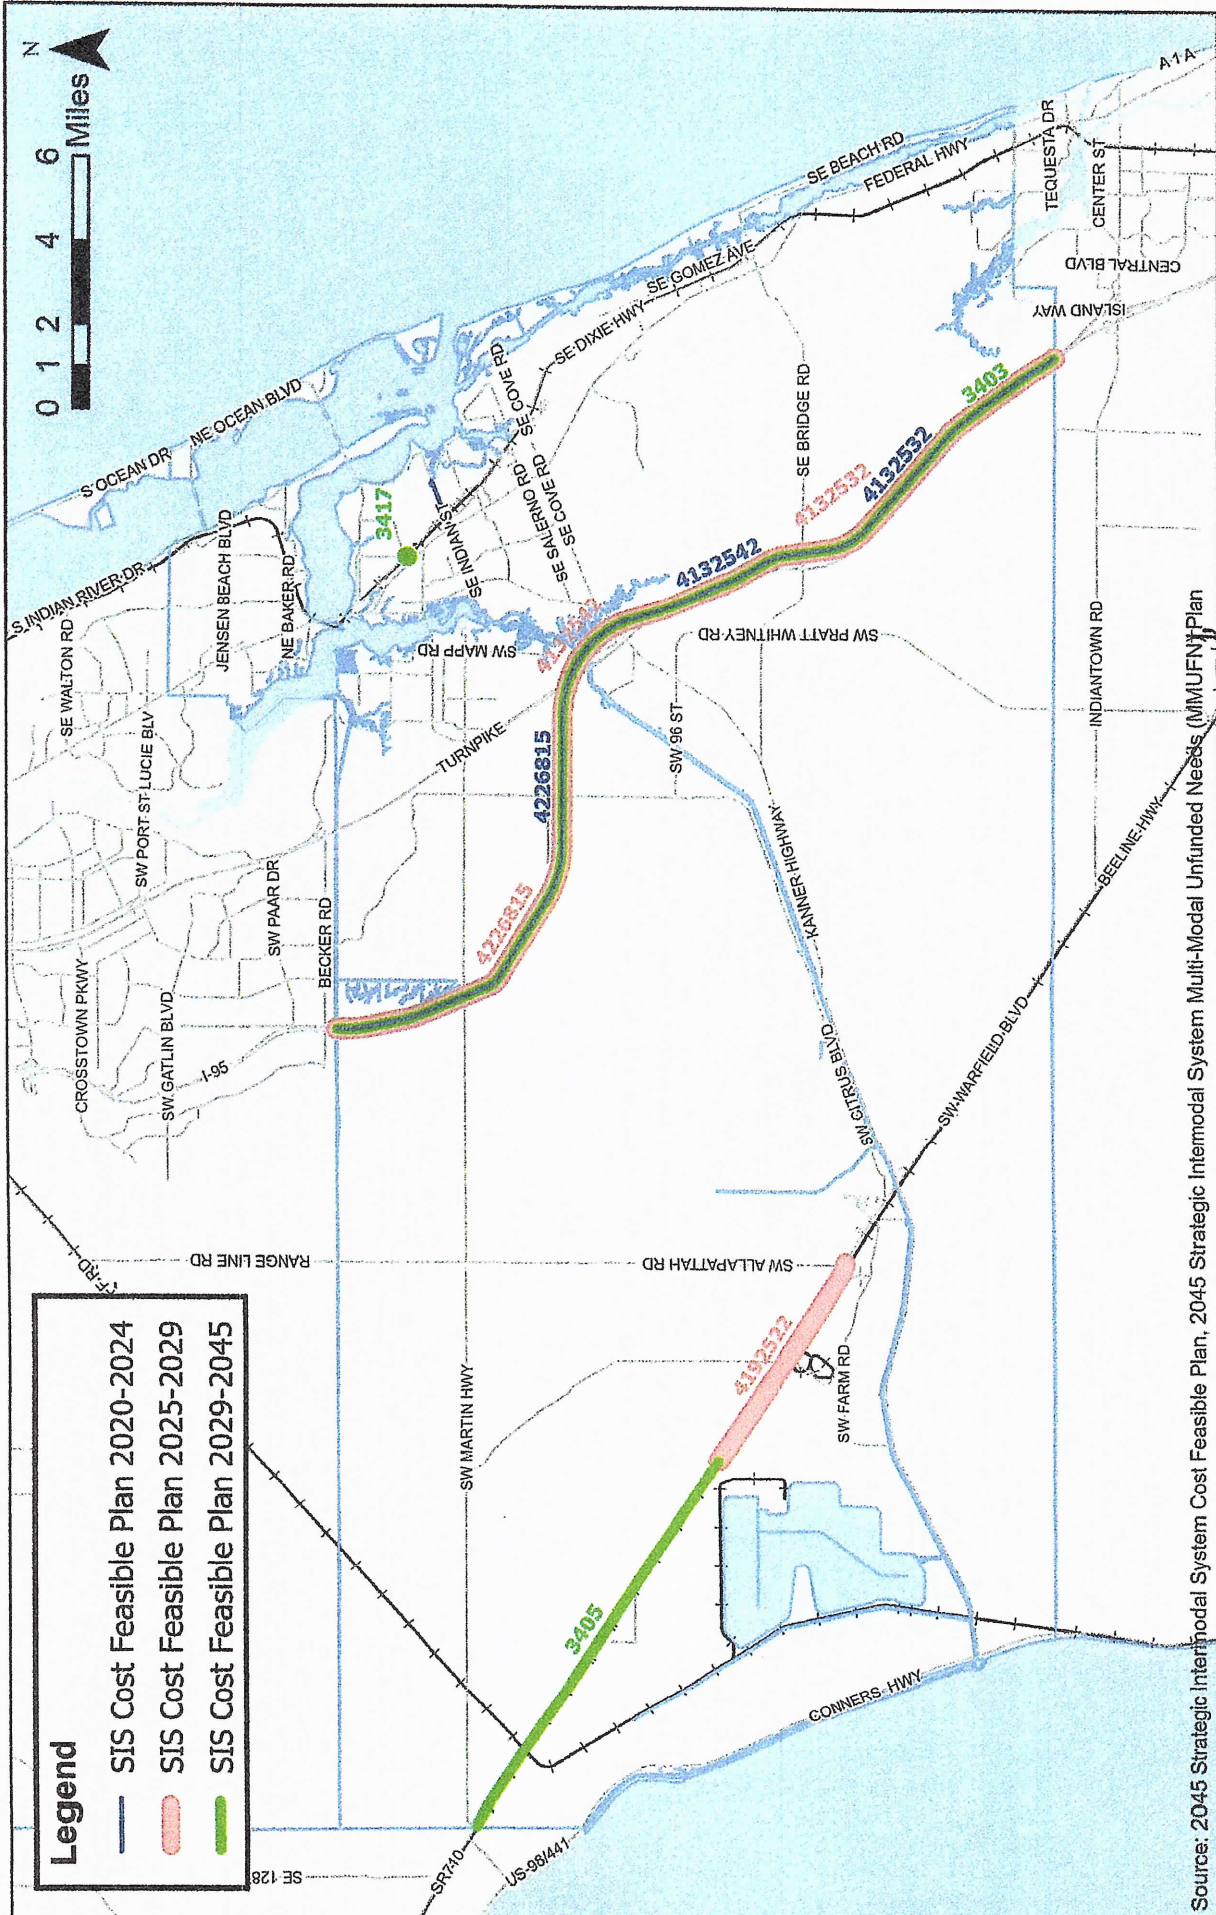 Legend
SIS Cost Feasible Plan 2020-2024
SIS Cost Feasible Plan 2025-2029
SIS Cost Feasible Plan 2029-2045
0 1 2 4 6
Miles
N
SE 128
SR710
US-98/441
CONNERS HWY
3405
SW MARTIN HWY
RANGE LINE RD
SW ALLAPATTAH RD
4192522
SW FARM RD
CROSSTOWN PKWY
SW GATLIN BLVD
I-95
SW PAAR DR
BECKER RD
SW PORT ST LUCIE BLV
SE WALTON RD
S INDIAN RIVER DR
JENSEN BEACH BLVD
NE BAKER RD
S OCEAN DR
NE OCEAN BLVD
3417
TURNPIKE
SW MAPP RD
SE INDIAN ST
SE SALERNO RD
SE COVE RD
SE COVE RD
SE DIXIE HWY
SE GOMEZ AVE
SE BEACH RD
FEDERAL HWY
4226815
4226815
4132542
4132542
4132532
4132532
3403
SE BRIDGE RD
SW PRATT WHITNEY RD
SW 96 ST
KANNER HIGHWAY
SW CITRUS BLVD
SW WARFIELD BLVD
BEELINE HWY
INDIANTOWN RD
ISLAND WAY
CENTRAL BLVD
CENTER ST
TEQUESTA DR
A1A
Source: 2045 Strategic Intermodal System Cost Feasible Plan, 2045 Strategic Intermodal System Multi-Modal Unfunded Needs (MMUFN) Plan